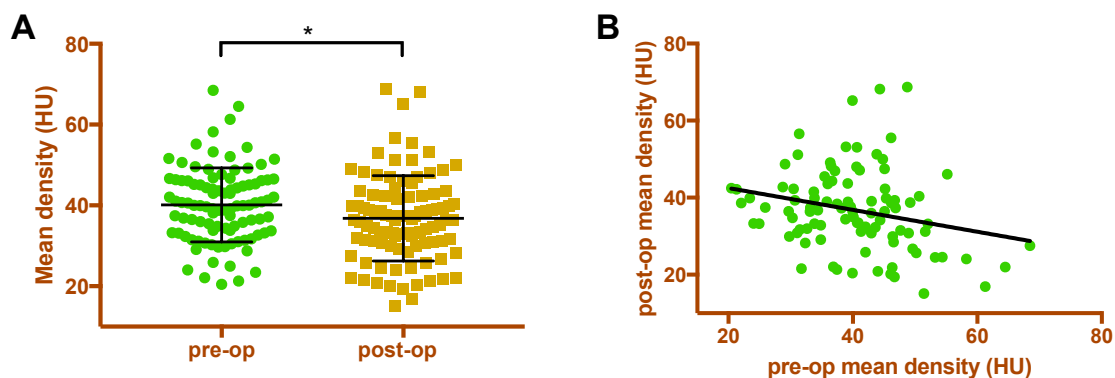 A
*
Mean density (HU)
80
60
40
20
pre-op
post-op
B
post-op mean density (HU)
80
60
40
20
20
40
60
80
pre-op mean density (HU)